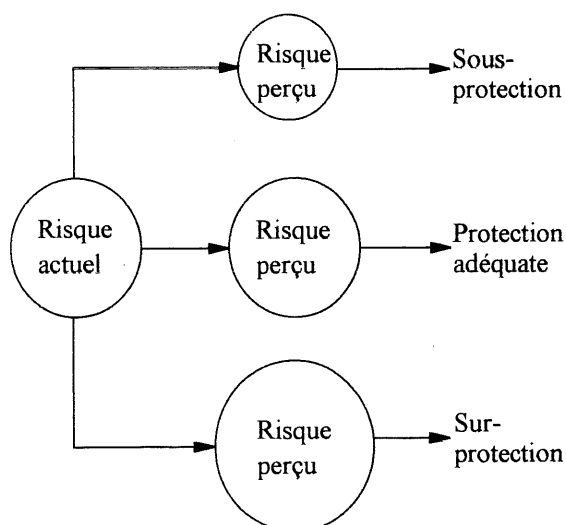 Risque
perçu
Sous-
protection
Risque
actuel
Risque
perçu
Protection
adéquate
Risque
perçu
Sur-
protection